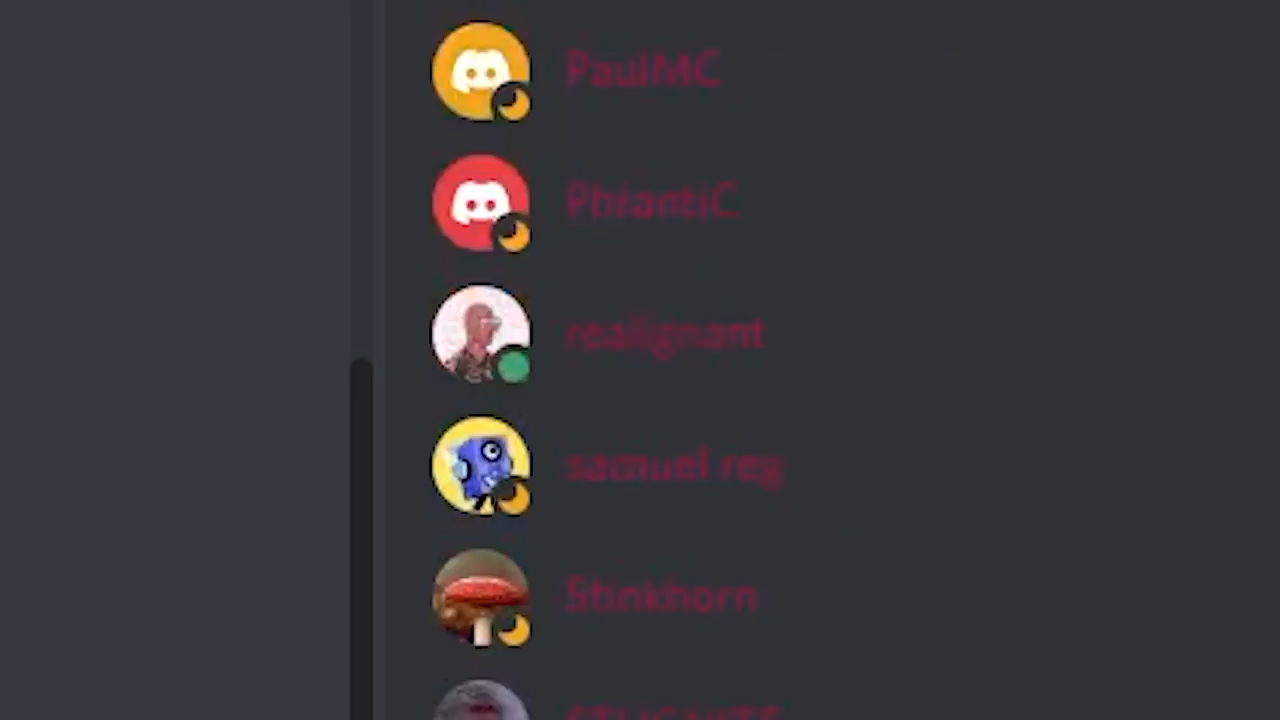 PaulMC
PhrantiC
realignant
samuel reg
Stinkhorn